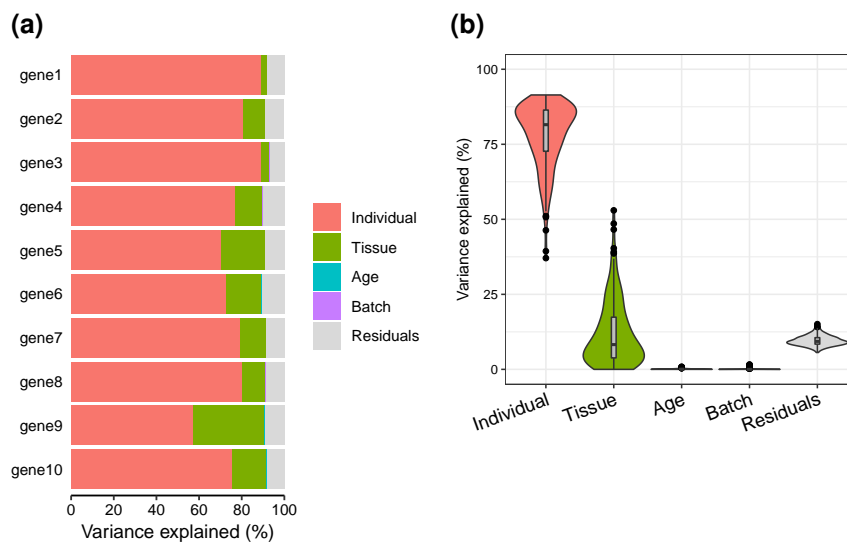 (a)
gene1
gene2
gene3
gene4
gene5
gene6
gene7
gene8
gene9
gene10
0 20 40 60 80 100
Variance explained (%)
Individual
Tissue
Age
Batch
Residuals
(b)
Variance explained (%)
100
75
50
25
0
Individual Tissue Age Batch Residuals